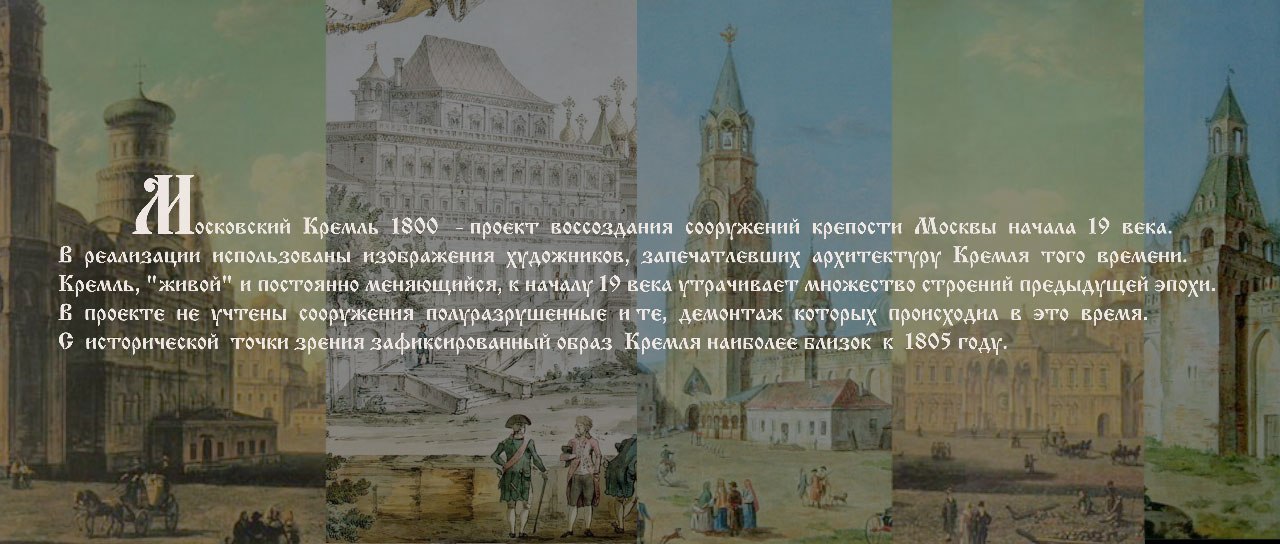 Московский Кремль 1800 - проект воссоздания сооружений крепости Москвы начала 19 века.
В реализации использованы изображения художников, запечатлевших архитектуру Кремля того времени.
Кремль, "живой" и постоянно меняющийся, к началу 19 века утрачивает множество строений предыдущей эпохи.
В проекте не учтены сооружения полуразрушенные и те, демонтаж которых происходил в это время.
С исторической точки зрения зафиксированный образ Кремля наиболее близок к 1805 году.